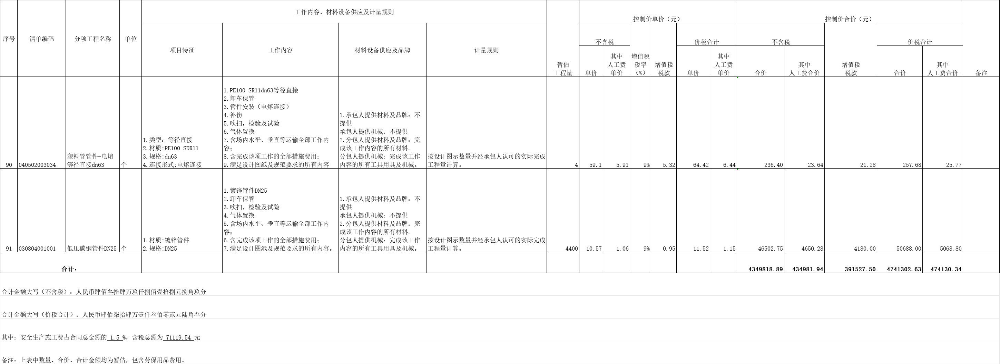 工作内容、材料设备供应及计量规则
控制价单价（元）
控制价合价（元）
序号
清单编码
分项工程名称
单位
项目特征
工作内容
材料设备供应及品牌
计量规则
暂估
工程量
不含税
增值税
税率
（%）
增值税
税款
价税合计
不含税
增值税
税款
价税合计
单价
其中
人工费
单价
单价
其中
人工费
单价
合价
其中
人工费合价
合价
其中
人工费合价
备注
90
040502003034
塑料管管件-电熔
等径直接dn63
个
1.类型：等径直接
2.材质:PE100 SDR11
3.规格:dn63
4.连接形式:电熔连接
1.PE100 SR11dn63等径直接
2.卸车保管
3.管件安装（电熔连接）
4.补伤
5.吹扫，检验及试验
6.气体置换
7.含场内水平、垂直等运输全部工作内
容；
8.含完成该项工作的全部措施费用；
9.满足设计图纸及规范要求的所有内容
1.承包人提供材料及品牌：不
提供
承包人提供机械：不提供
2.分包人提供材料及品牌：完
成该工作内容的所有材料。
分包人提供机械：完成该工作
内容的所有工具用具及机械。
按设计图示数量并经承包人认可的实际完成
工程量计算。
4
59.1
5.91
9%
5.32
64.42
6.44
236.40
23.64
21.28
257.68
25.77
91
030804001001
低压碳钢管件DN25
个
1.材质:镀锌管件
2.规格:DN25
1.镀锌管件DN25
2.卸车保管
3.吹扫，检验及试验
4.气体置换
5.含场内水平、垂直等运输全部工作内
容；
6.含完成该项工作的全部措施费用；
7.满足设计图纸及规范要求的所有内容。
1.承包人提供材料及品牌：不
提供
承包人提供机械：不提供
2.分包人提供材料及品牌：完
成该工作内容的所有材料。
分包人提供机械：完成该工作
内容的所有工具用具及机械。
按设计图示数量并经承包人认可的实际完成
工程量计算。
4400
10.57
1.06
9%
0.95
11.52
1.15
46502.75
4650.28
4180.00
50688.00
5068.80
合计：
4349818.89
434981.94
391527.50
4741302.63
474130.34
合计金额大写（不含税）：人民币肆佰叁拾肆万玖仟捌佰壹拾捌元捌角玖分
合计金额大写（价税合计）：人民币肆佰柒拾肆万壹仟叁佰零贰元陆角叁分
其中：安全生产施工费占合同总金额的 1.5 %，含税总额为 71119.54 元
备注：上表中数量、合价、合计金额均为暂估，包含劳保用品费用。